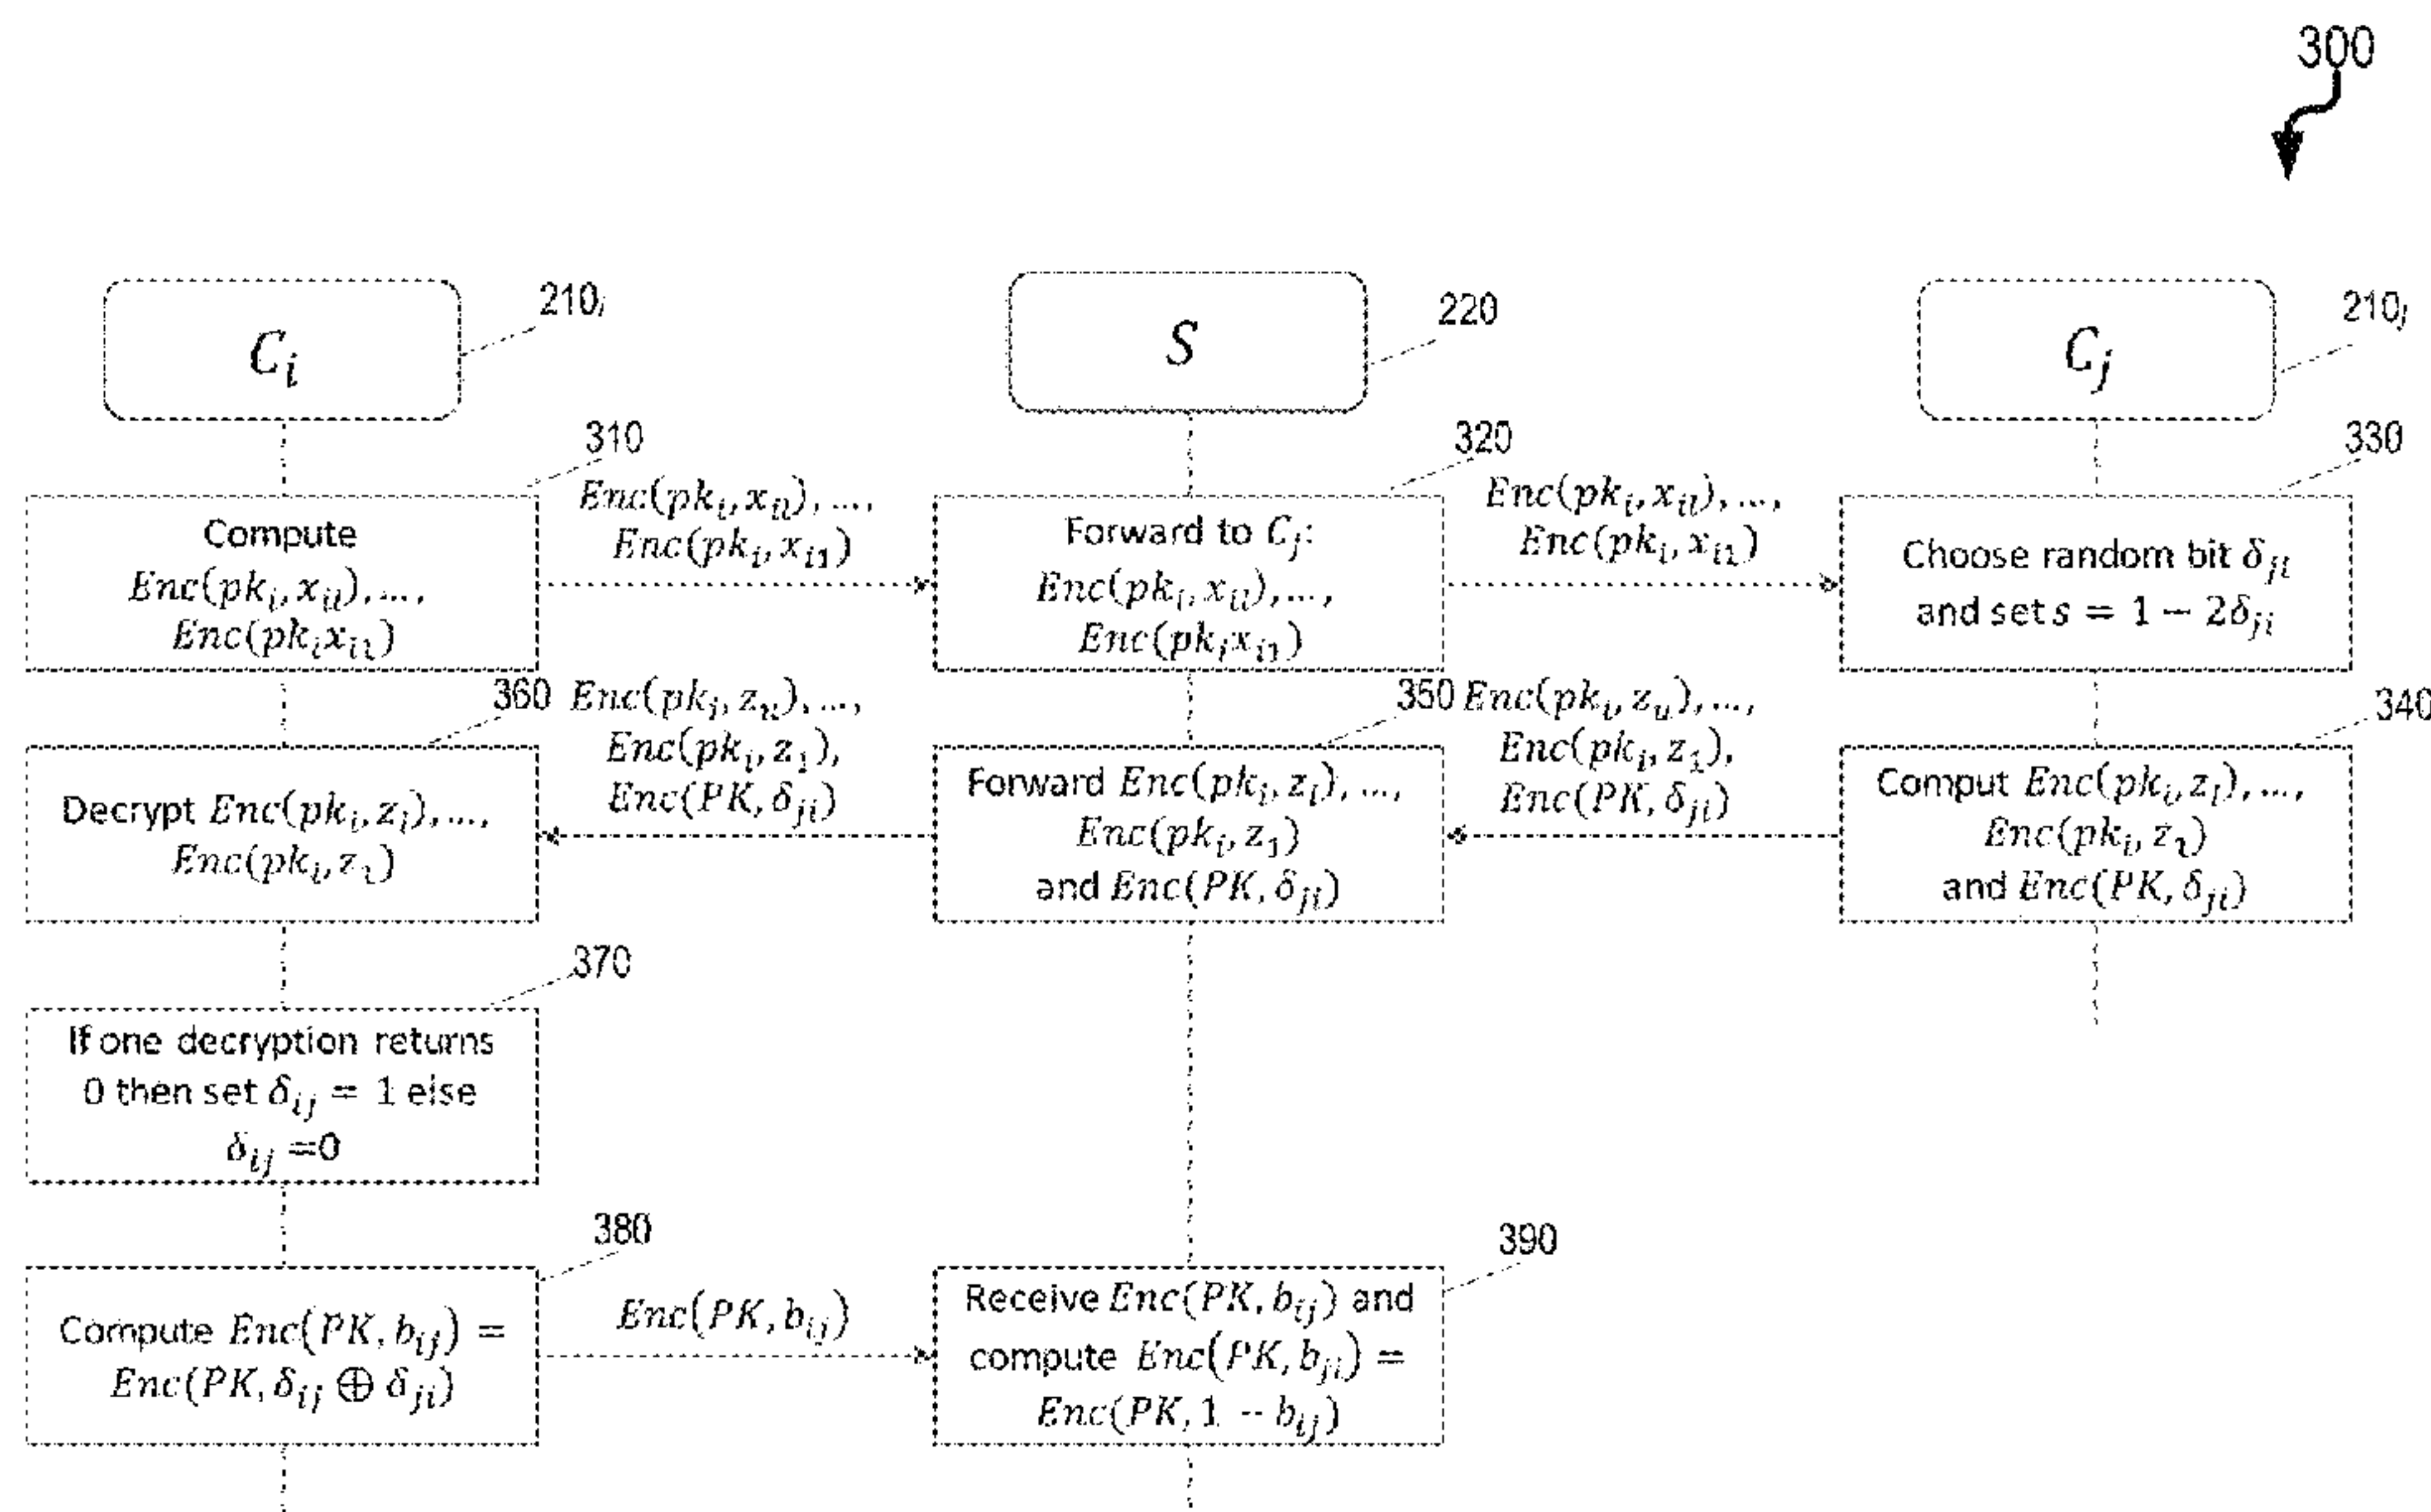 300
210i
220
210j
C_i
S
C_j
310
320
330
Compute
Enc(pk_i, x_il), ...,
Enc(pk_i x_i1)
Enc(pk_i, x_il), ...,
Enc(pk_i, x_i1)
Forward to C_j:
Enc(pk_i, x_il), ...,
Enc(pk_i x_i1)
Enc(pk_i, x_il), ...,
Enc(pk_i, x_i1)
Choose random bit δ_ji
and set s = 1 − 2δ_ji
360
350
340
Decrypt Enc(pk_i, z_l), ...,
Enc(pk_i, z_1)
Enc(pk_i, z_u), ...,
Enc(pk_i, z_1),
Enc(PK, δ_ji)
Forward Enc(pk_i, z_l), ...,
Enc(pk_i, z_1)
and Enc(PK, δ_ji)
Enc(pk_i, z_u), ...,
Enc(pk_i, z_1),
Enc(PK, δ_ji)
Comput Enc(pk_i, z_l), ...,
Enc(pk_i, z_1)
and Enc(PK, δ_ji)
370
If one decryption returns
0 then set δ_ij = 1 else
δ_ij =0
380
390
Compute Enc(PK, b_ij) =
Enc(PK, δ_ij ⊕ δ_ji)
Enc(PK, b_ij)
Receive Enc(PK, b_ij) and
compute Enc(PK, b_ji) =
Enc(PK, 1 − b_ij)